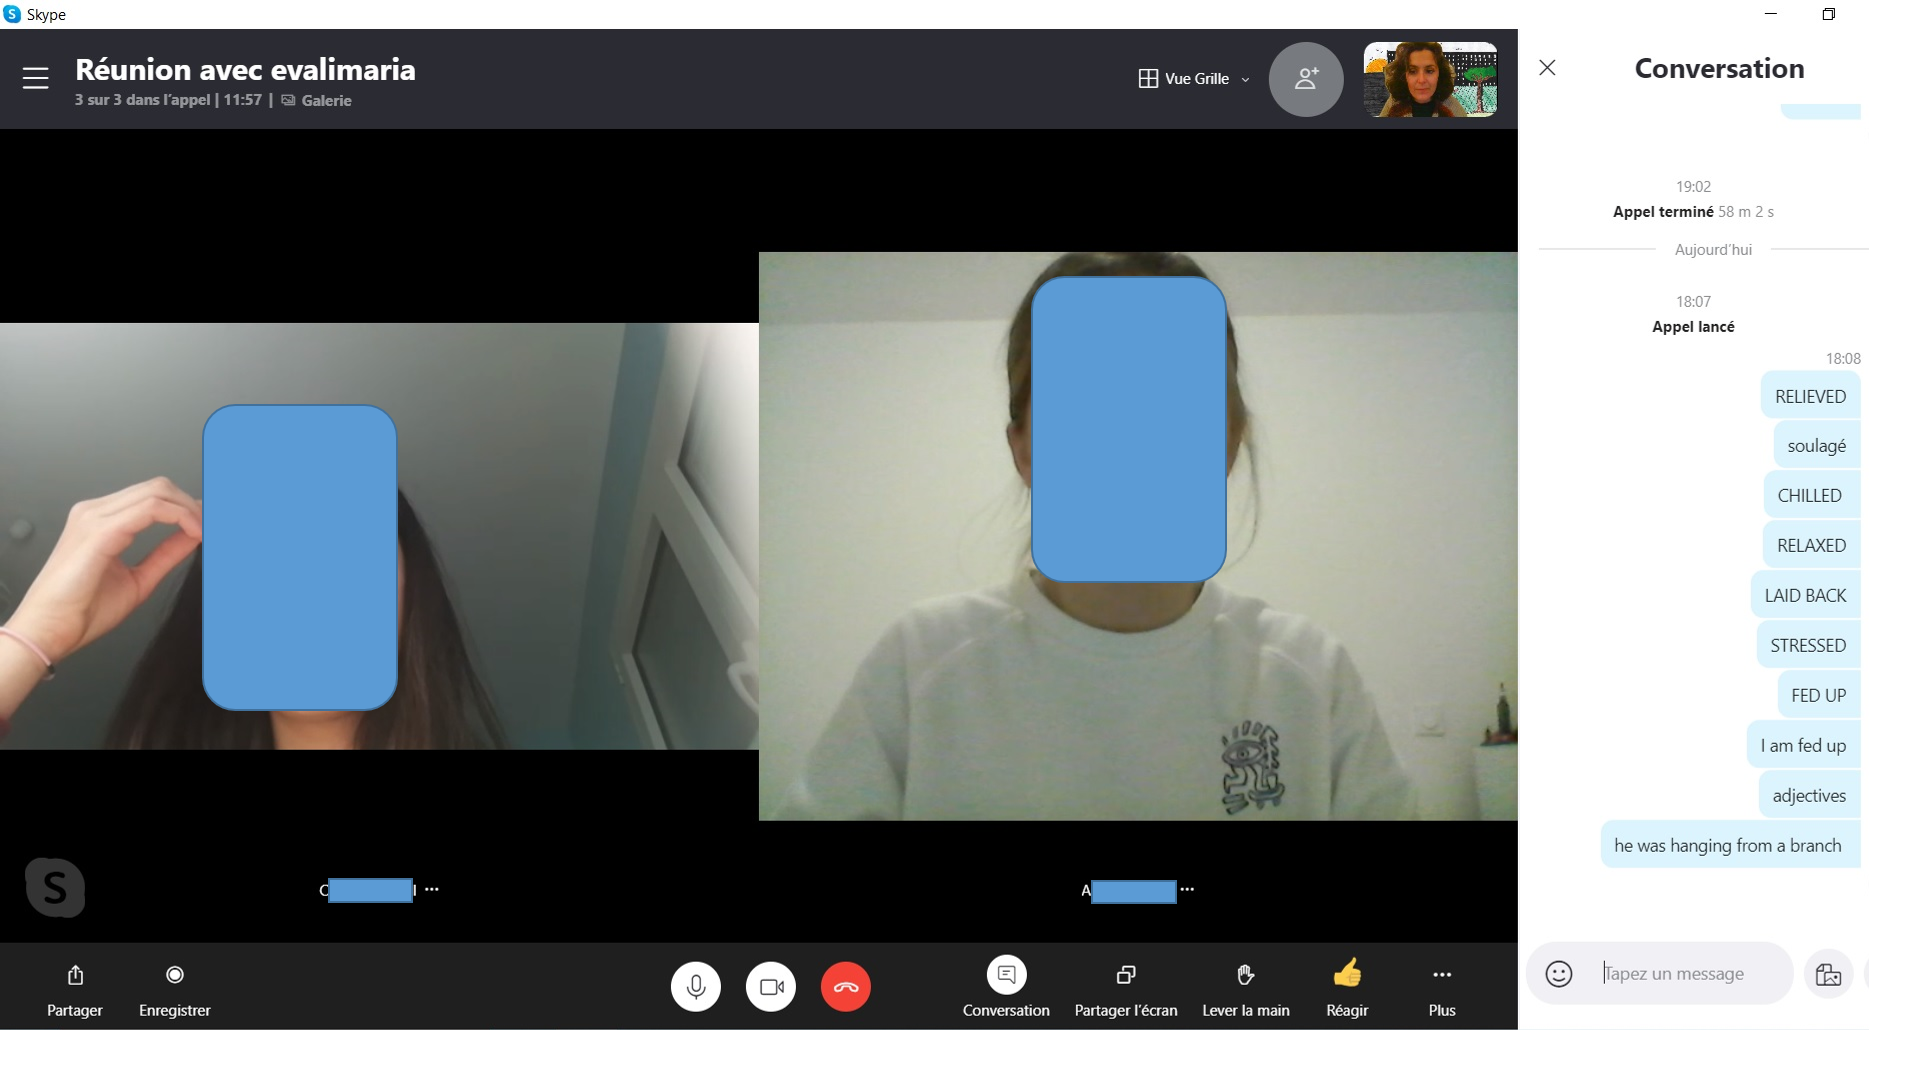 Skype
Réunion avec evalimaria
3 sur 3 dans l'appel | 11:57 | Galerie
Vue Grille
Conversation
19:02
Appel terminé 58 m 2 s
Aujourd'hui
18:07
Appel lancé
18:08
RELIEVED
soulagé
CHILLED
RELAXED
LAID BACK
STRESSED
FED UP
I am fed up
adjectives
he was hanging from a branch
C
A
Partager
Enregistrer
Conversation
Partager l'écran
Lever la main
Réagir
Plus
Tapez un message